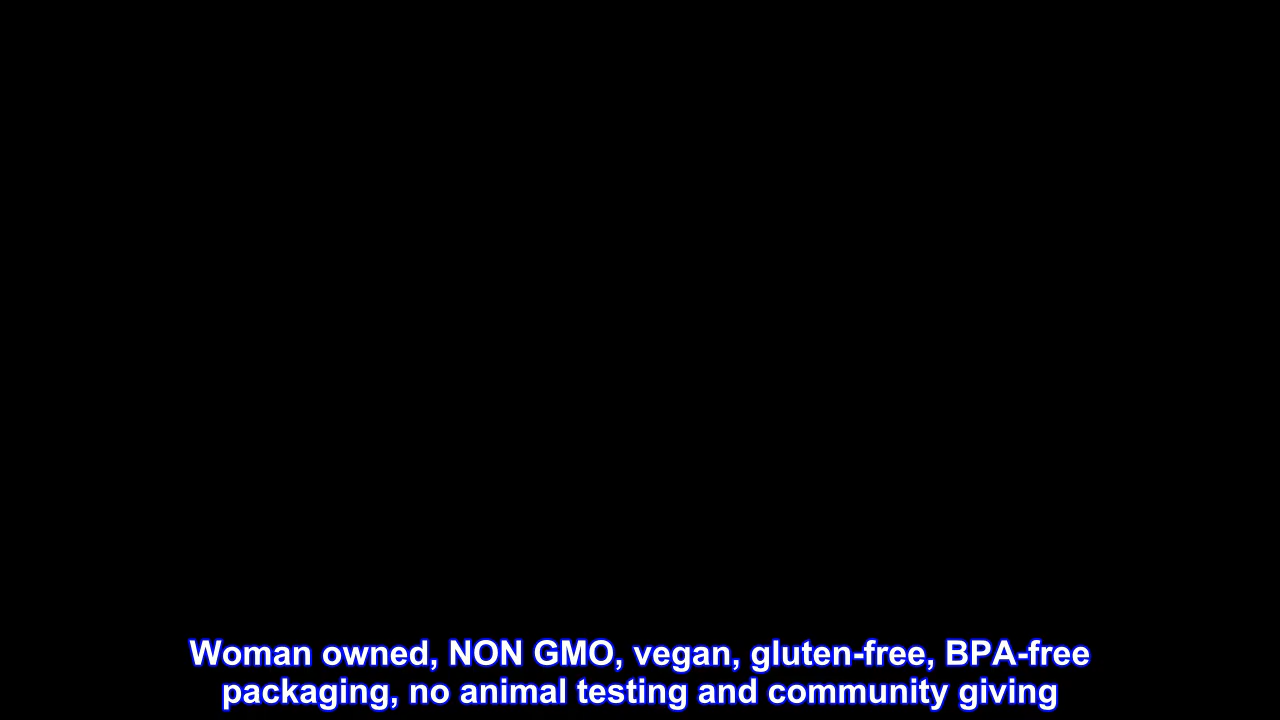 Woman owned, NON GMO, vegan, gluten-free, BPA-free
packaging, no animal testing and community giving